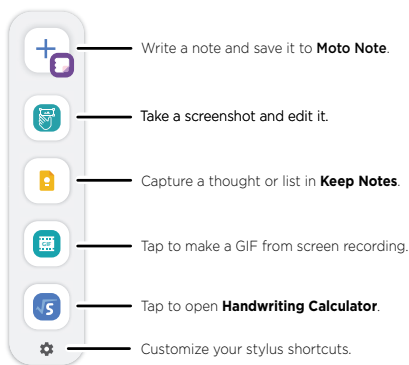 Write a note and save it to Moto Note.
Take a screenshot and edit it.
Capture a thought or list in Keep Notes.
GIF
Tap to make a GIF from screen recording.
√S
Tap to open Handwriting Calculator.
Customize your stylus shortcuts.